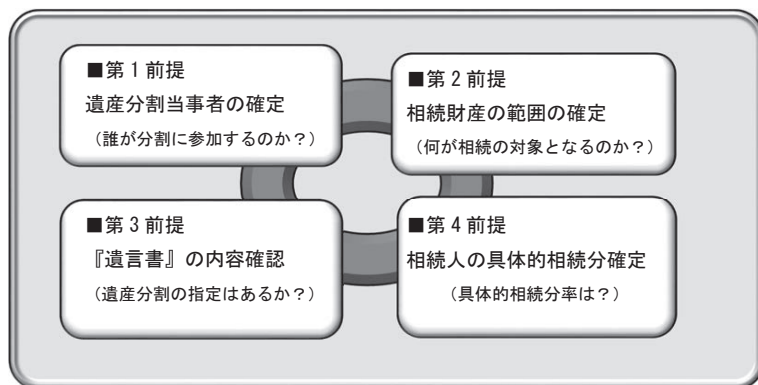 ■第１前提
遺産分割当事者の確定
（誰が分割に参加するのか？）
■第２前提
相続財産の範囲の確定
（何が相続の対象となるのか？）
■第３前提
『遺言書』の内容確認
（遺産分割の指定はあるか？）
■第４前提
相続人の具体的相続分確定
（具体的相続分率は？）